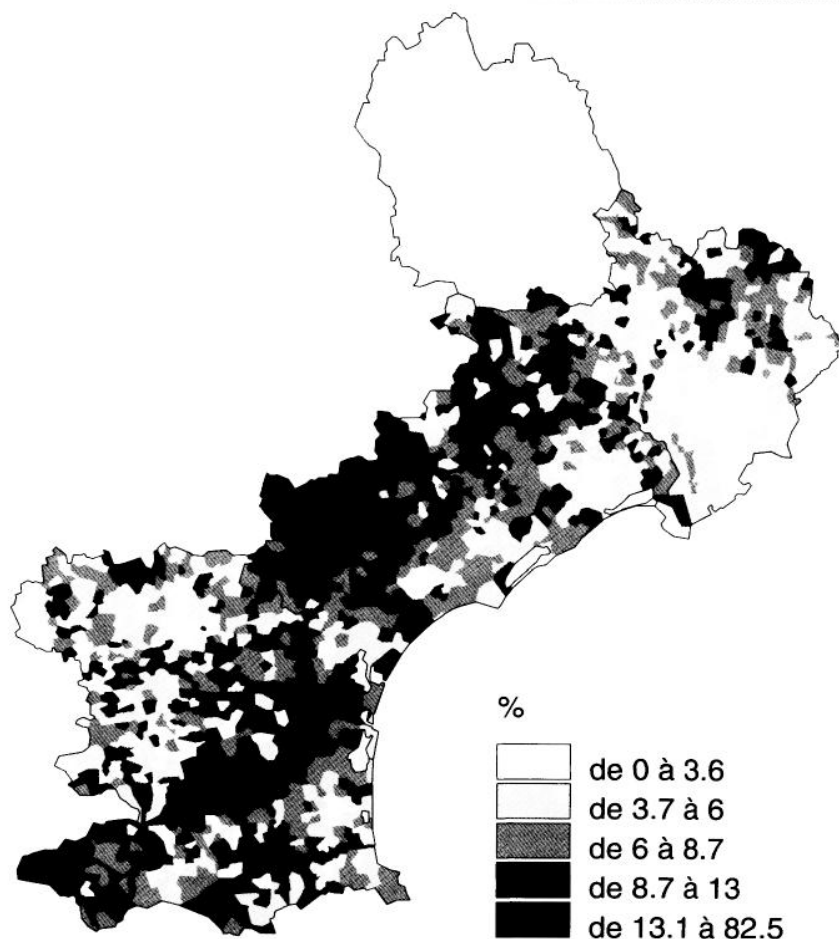 %
de 0 à 3.6
de 3.7 à 6
de 6 à 8.7
de 8.7 à 13
de 13.1 à 82.5